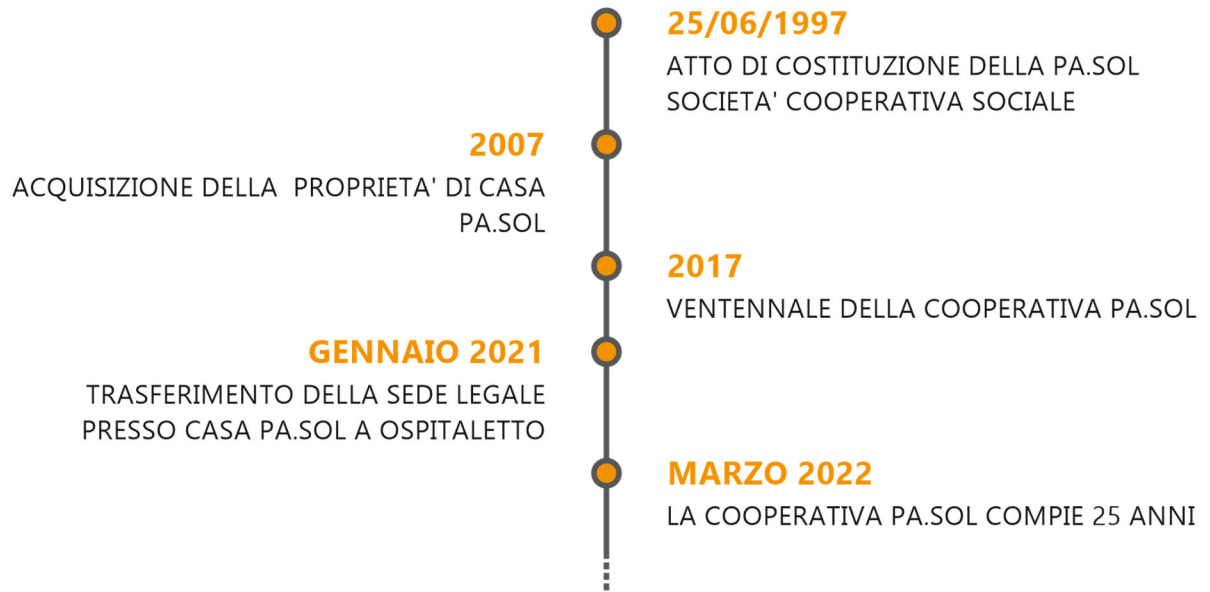 25/06/1997
ATTO DI COSTITUZIONE DELLA PA.SOL
SOCIETA' COOPERATIVA SOCIALE
2007
ACQUISIZIONE DELLA PROPRIETA' DI CASA
PA.SOL
2017
VENTENNALE DELLA COOPERATIVA PA.SOL
GENNAIO 2021
TRASFERIMENTO DELLA SEDE LEGALE
PRESSO CASA PA.SOL A OSPITALETTO
MARZO 2022
LA COOPERATIVA PA.SOL COMPIE 25 ANNI